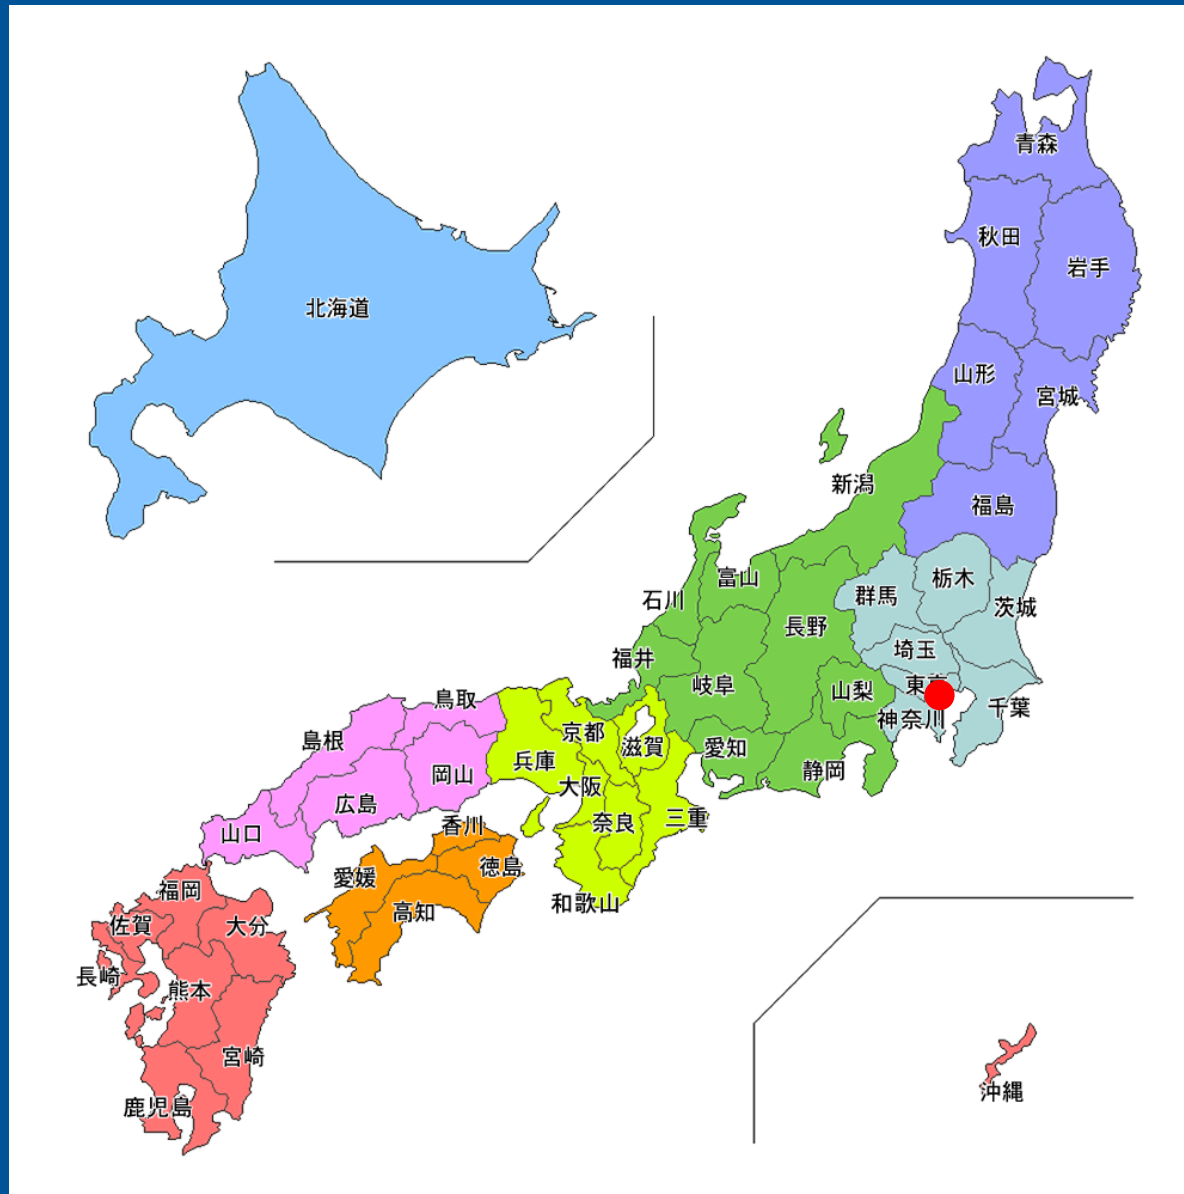 青森
秋田
岩手
北海道
山形
宮城
新潟
福島
富山
栃木
群馬
石川
茨城
長野
埼玉
福井
岐阜
山梨
東
鳥取
千葉
神奈川
京都
島根
滋賀
愛知
兵庫
静岡
岡山
大阪
広島
三重
奈良
香川
山口
徳島
愛媛
福岡
和歌山
高知
佐賀
大分
長崎
熊本
宮崎
沖縄
鹿児島